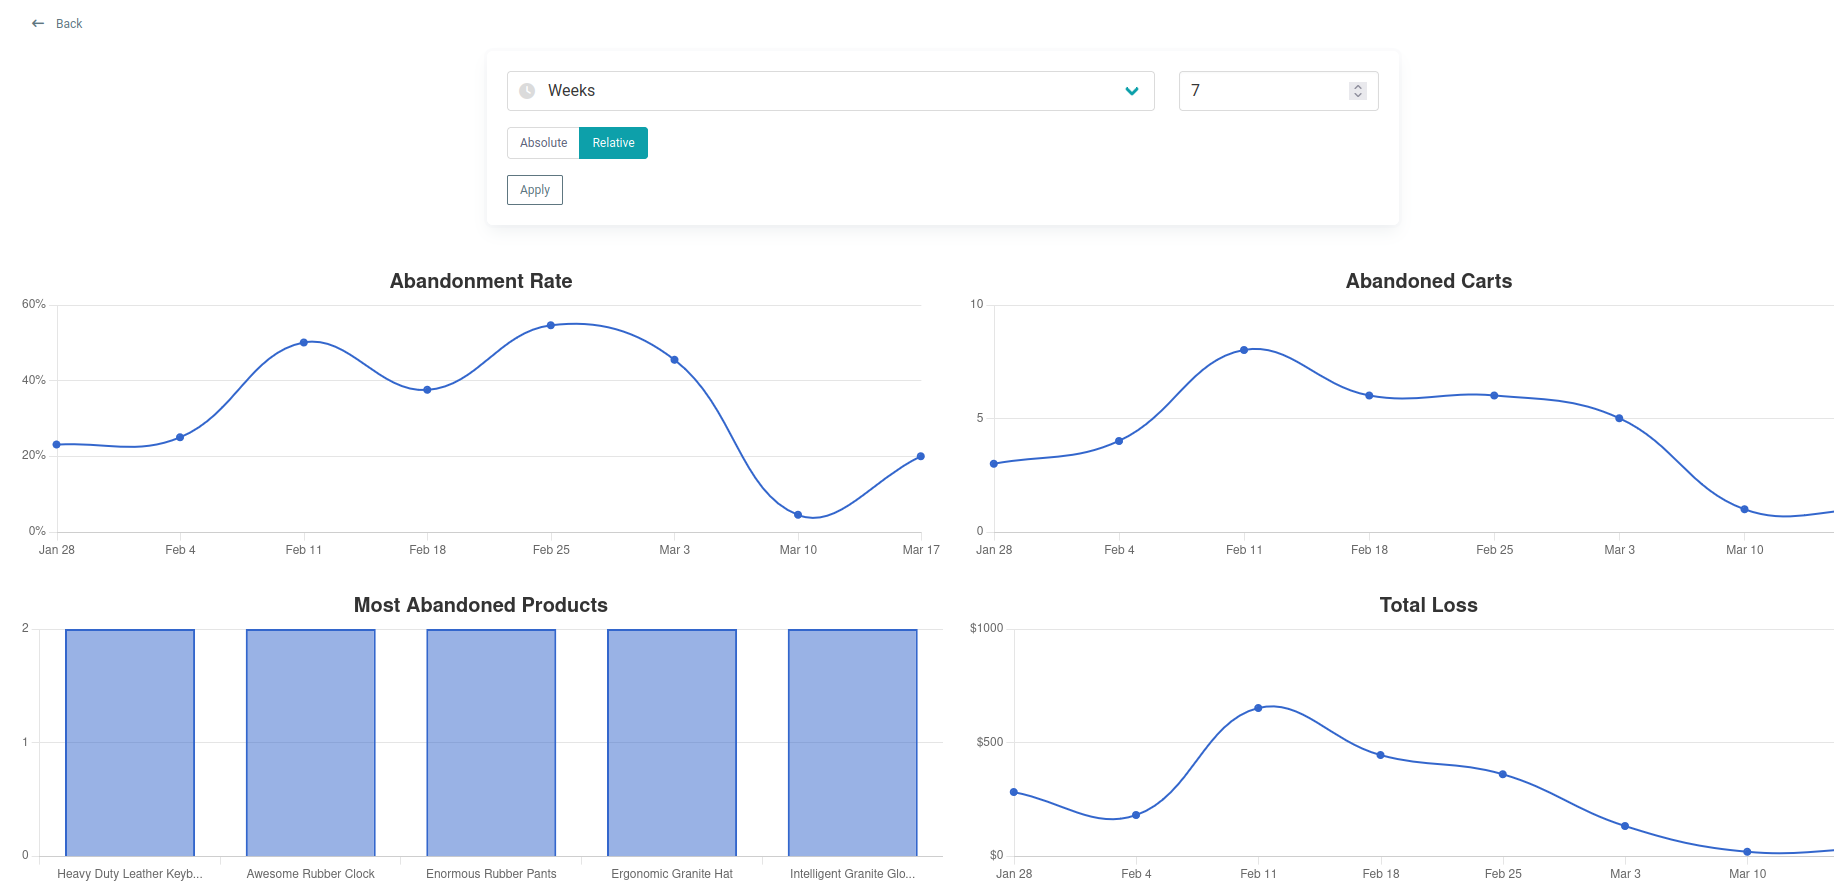 Back
Weeks
7
Absolute Relative
Apply
Abandonment Rate
60%
40%
20%
0%
Jan 28 Feb 4 Feb 11 Feb 18 Feb 25 Mar 3 Mar 10 Mar 17
Abandoned Carts
10
5
0
Jan 28 Feb 4 Feb 11 Feb 18 Feb 25 Mar 3 Mar 10
Most Abandoned Products
2
1
0
Heavy Duty Leather Keyb... Awesome Rubber Clock Enormous Rubber Pants Ergonomic Granite Hat Intelligent Granite Glo...
Total Loss
$1000
$500
$0
Jan 28 Feb 4 Feb 11 Feb 18 Feb 25 Mar 3 Mar 10